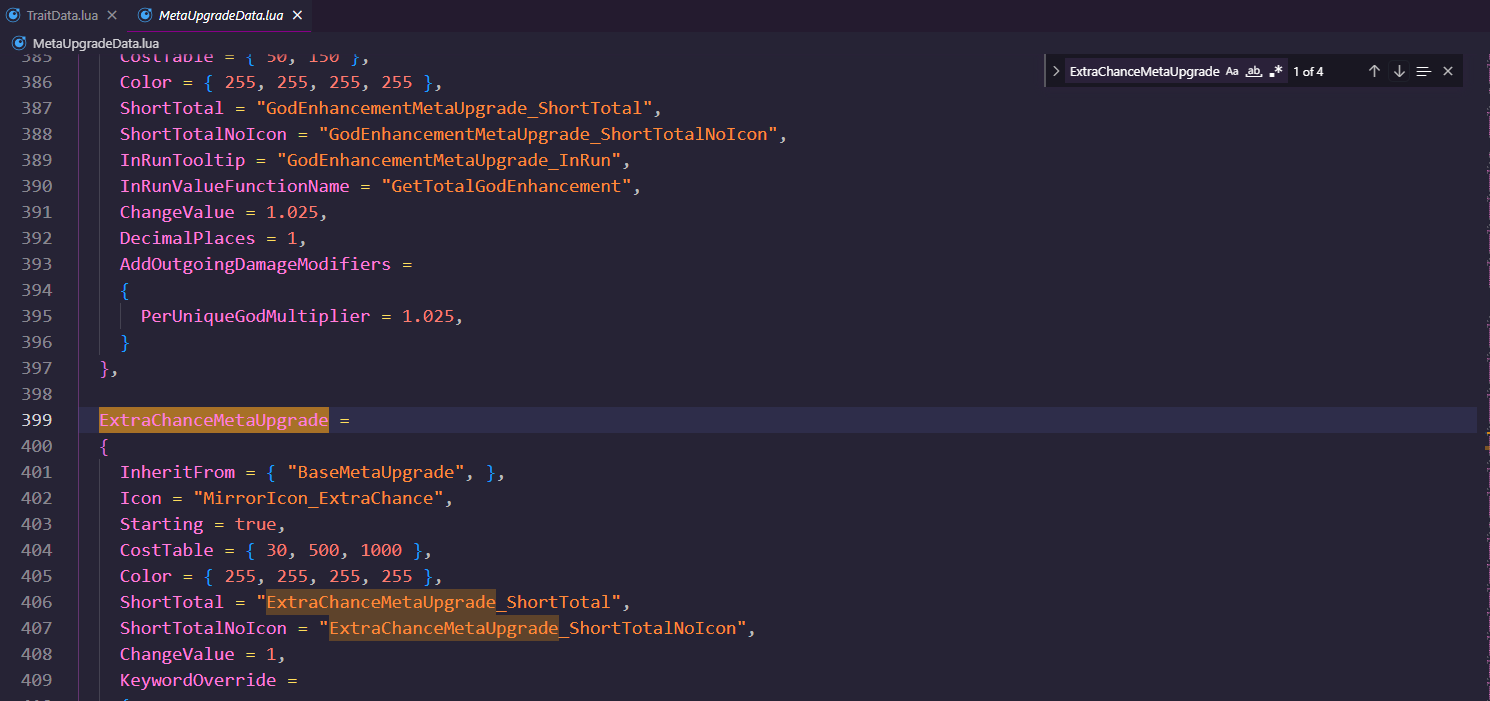 TraitData.lua
MetaUpgradeData.lua
MetaUpgradeData.lua
ExtraChanceMetaUpgrade Aa ab .* 1 of 4
385 CostTable = { 50, 150 },
386 Color = { 255, 255, 255, 255 },
387 ShortTotal = "GodEnhancementMetaUpgrade_ShortTotal",
388 ShortTotalNoIcon = "GodEnhancementMetaUpgrade_ShortTotalNoIcon",
389 InRunTooltip = "GodEnhancementMetaUpgrade_InRun",
390 InRunValueFunctionName = "GetTotalGodEnhancement",
391 ChangeValue = 1.025,
392 DecimalPlaces = 1,
393 AddOutgoingDamageModifiers =
394 {
395 PerUniqueGodMultiplier = 1.025,
396 }
397 },
398
399 ExtraChanceMetaUpgrade =
400 {
401 InheritFrom = { "BaseMetaUpgrade", },
402 Icon = "MirrorIcon_ExtraChance",
403 Starting = true,
404 CostTable = { 30, 500, 1000 },
405 Color = { 255, 255, 255, 255 },
406 ShortTotal = "ExtraChanceMetaUpgrade_ShortTotal",
407 ShortTotalNoIcon = "ExtraChanceMetaUpgrade_ShortTotalNoIcon",
408 ChangeValue = 1,
409 KeywordOverride =